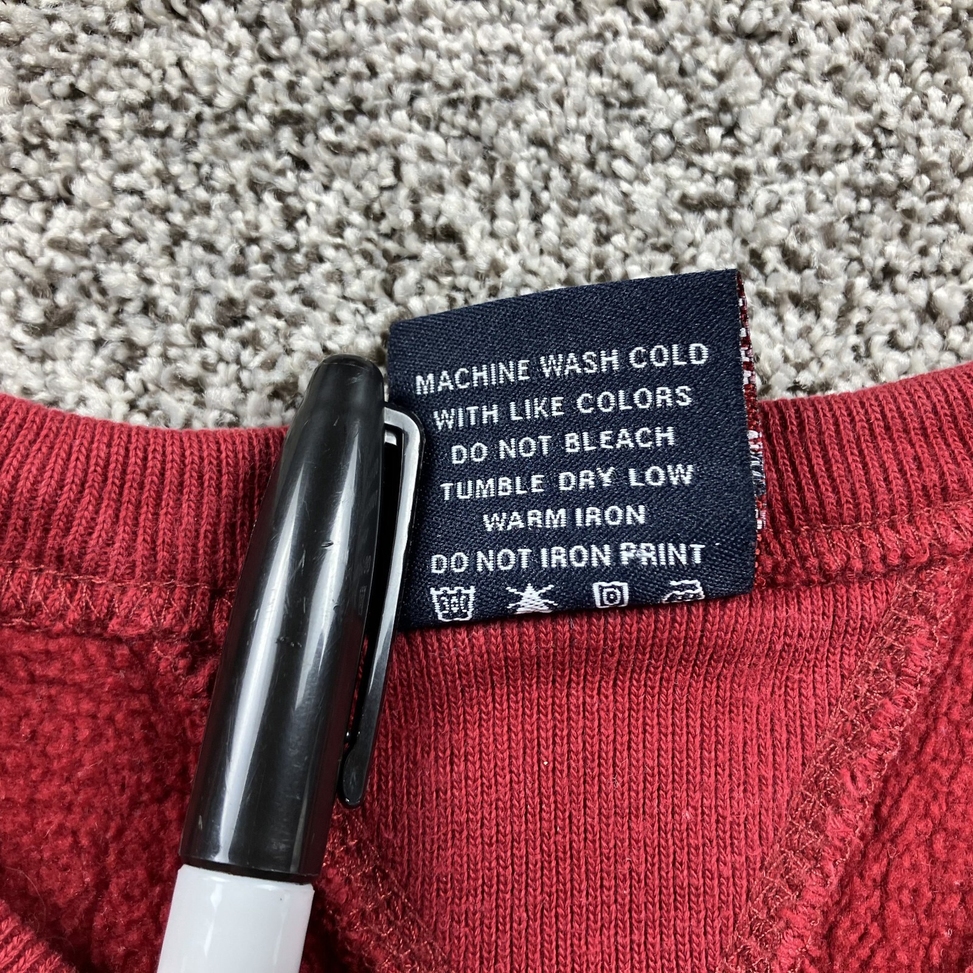 MACHINE WASH COLD
WITH LIKE COLORS
DO NOT BLEACH
TUMBLE DRY LOW
WARM IRON
DO NOT IRON PRINT